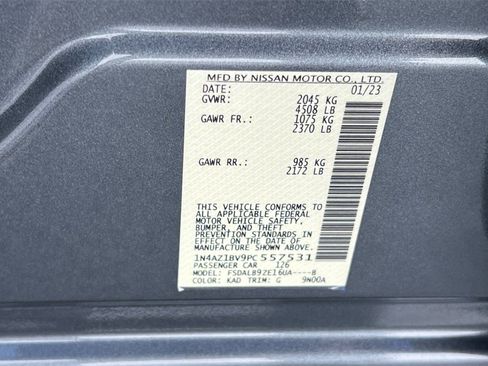 MFD BY NISSAN MOTOR CO., LTD.
DATE: 01/23
GVWR: 2045 KG
4508 LB
GAWR FR.: 1075 KG
2370 LB
GAWR RR.: 985 KG
2172 LB
THIS VEHICLE CONFORMS TO
ALL APPLICABLE FEDERAL
MOTOR VEHICLE SAFETY,
BUMPER, AND THEFT
PREVENTION STANDARDS IN
EFFECT ON THE DATE OF
MANUFACTURE SHOWN ABOVE.
1N4AZ1BV9PC557531
PASSENGER CAR 126
MODEL: FSDALB9ZE16UA----B
COLOR: KAD TRIM: G 9N00A